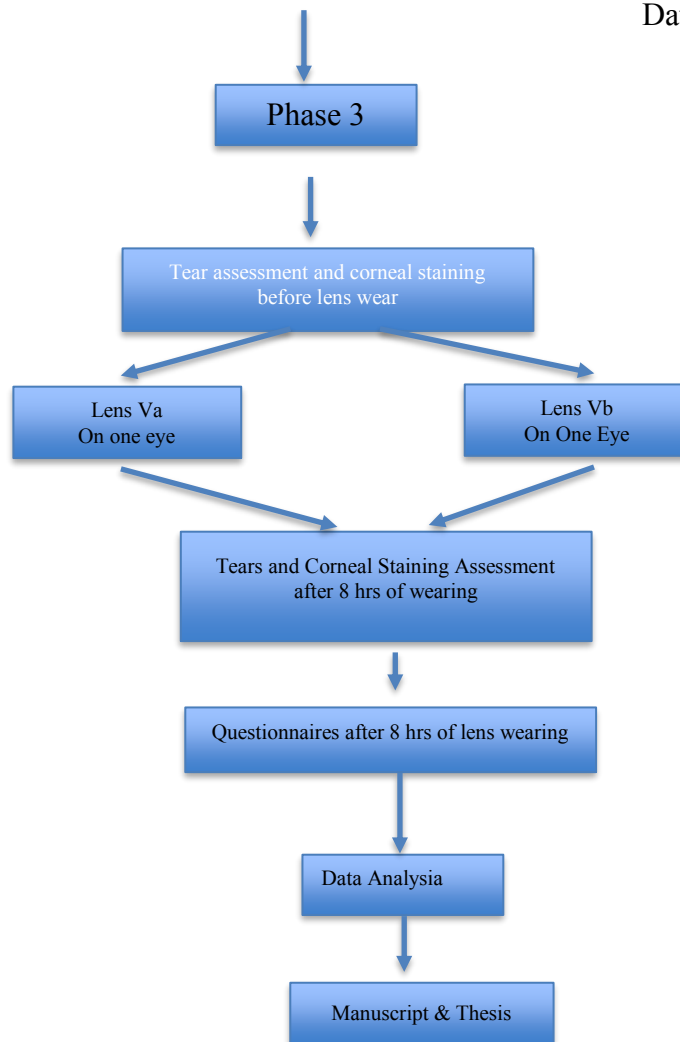 Da
Phase 3
Tear assessment and corneal staining
before lens wear
Lens Va
On one eye
Lens Vb
On One Eye
Tears and Corneal Staining Assessment
after 8 hrs of wearing
Questionnaires after 8 hrs of lens wearing
Data Analysis
Manuscript & Thesis